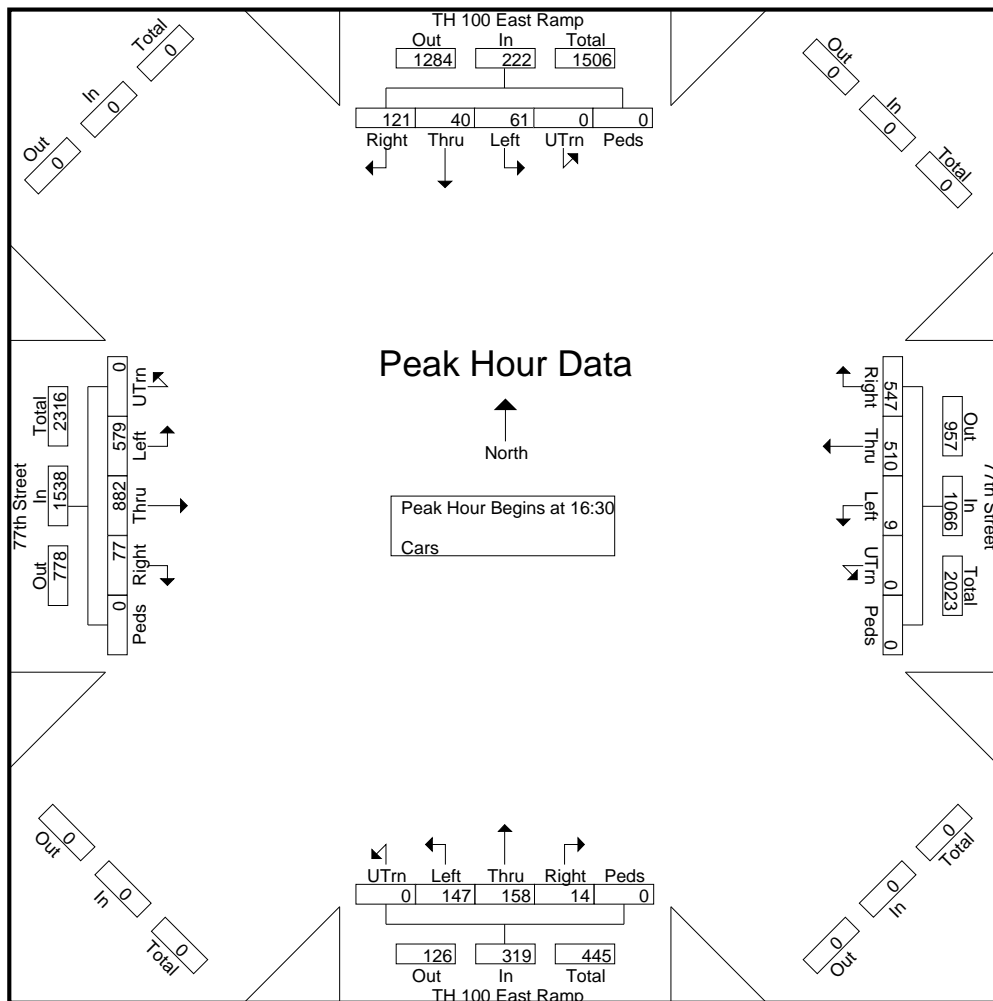 TH 100 East Ramp
Out In Total
1284 222 1506
121 40 61 0 0
Right Thru Left UTrn Peds
Out In Total
0 0 0
Out In Total
0 0 0
Peak Hour Data
North
Peak Hour Begins at 16:30
Cars
77th Street
Out In Total
778 1538 2316
0 77 882 579 0
Peds Right Thru Left UTrn
77th Street
Out In Total
957 1066 2023
547 510 9 0 0
Right Thru Left UTrn Peds
Out In Total
0 0 0
Out In Total
0 0 0
UTrn Left Thru Right Peds
0 147 158 14 0
126 319 445
Out In Total
TH 100 East Ramp